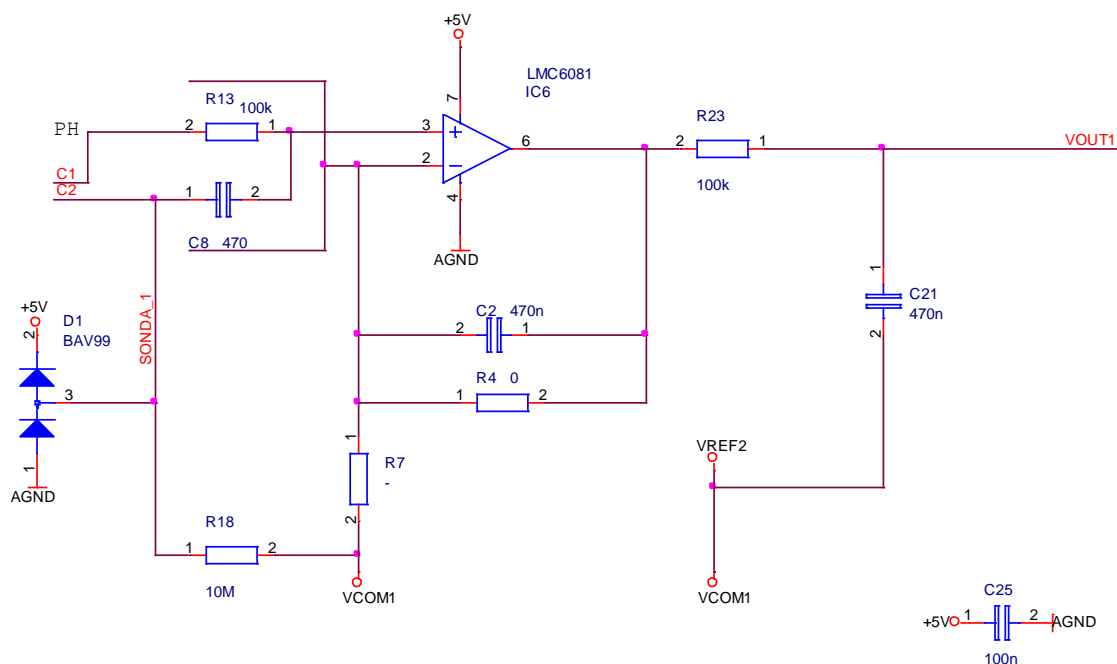 +5V
LMC6081
IC6
7
R13
100k
PH
2
1
3
2
6
R23
2
1
100k
VOUT1
C1
C2
1
2
4
C8 470
AGND
C2 470n
2
1
1
C21
470n
2
SONDA_1
+5V
2
D1
BAV99
3
R4 0
1
2
1
R7
-
2
VREF2
1
AGND
R18
1
2
10M
VCOM1
VCOM1
C25
+5V
1
2
AGND
100n